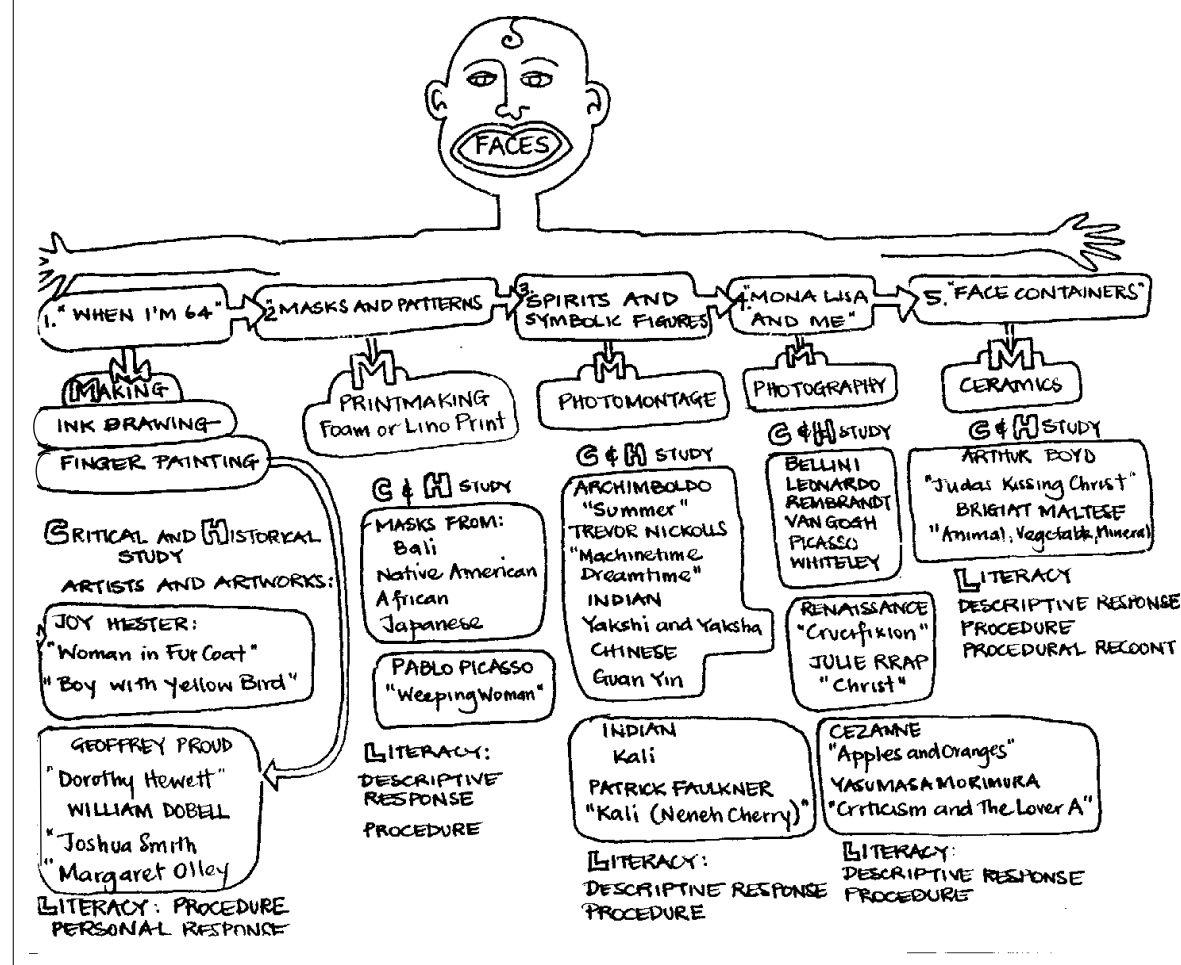 FACES
1. "WHEN I'M 64"
MAKING
INK DRAWING
FINGER PAINTING
CRITICAL AND HISTORICAL
STUDY
ARTISTS AND ARTWORKS:
JOY HESTER:
"Woman in Fur Coat"
"Boy with Yellow Bird"
GEOFFREY PROUD
"Dorothy Hewett"
WILLIAM DOBELL
"Joshua Smith
"Margaret Olley
LITERACY: PROCEDURE
PERSONAL RESPONSE
2. "MASKS AND PATTERNS
M
PRINTMAKING
Foam or Lino Print
C & H STUDY
MASKS FROM:
Bali
Native American
African
Japanese
PABLO PICASSO
"Weeping Woman"
LITERACY:
DESCRIPTIVE
RESPONSE
PROCEDURE
3. SPIRITS AND
SYMBOLIC FIGURES
M
PHOTOMONTAGE
C & H STUDY
ARCHIMBOLDO
"Summer"
TREVOR NICKOLLS
"Machinetime
Dreamtime"
INDIAN
Yakshi and Yaksha
CHINESE
Guan Yin
INDIAN
Kali
PATRICK FAULKNER
"Kali (Neneh Cherry)"
LITERACY:
DESCRIPTIVE RESPONSE
PROCEDURE
4. "MONA LISA
AND ME"
M
PHOTOGRAPHY
C & H STUDY
BELLINI
LEONARDO
REMBRANDT
VAN GOGH
PICASSO
WHITELEY
RENAISSANCE
"Crucifixion"
JULIE RRAP
"Christ"
CEZANNE
"Apples and Oranges"
YASUMASA MORIMURA
"Criticism and The Lover A"
LITERACY:
DESCRIPTIVE RESPONSE
PROCEDURE
5. "FACE CONTAINERS"
M
CERAMICS
C & H STUDY
ARTHUR BOYD
"Judas Kissing Christ"
BRIGIAT MALTESE
"Animal, Vegetable, Mineral
LITERACY
DESCRIPTIVE RESPONSE
PROCEDURE
PROCEDURAL RECOUNT